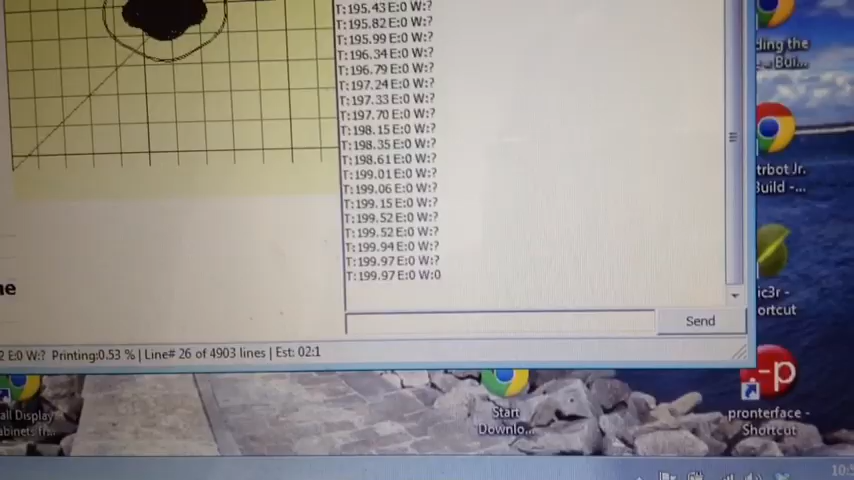 T:195.43 E:0 W:?
T:195.82 E:0 W:?
T:195.99 E:0 W:?
T:196.34 E:0 W:?
T:196.79 E:0 W:?
T:197.24 E:0 W:?
T:197.33 E:0 W:?
T:197.70 E:0 W:?
T:198.15 E:0 W:?
T:198.35 E:0 W:?
T:198.61 E:0 W:?
T:199.01 E:0 W:?
T:199.06 E:0 W:?
T:199.15 E:0 W:?
T:199.52 E:0 W:?
T:199.52 E:0 W:?
T:199.94 E:0 W:?
T:199.97 E:0 W:?
T:199.97 E:0 W:0
Send
2 E:0 W:? Printing:0.53 % | Line# 26 of 4903 lines | Est: 02:1
ding the
- Bui...
trbot Jr.
Build -...
ic3r -
ortcut
-p
pronterface -
Shortcut
Start
Downlo...
all Display
abinets fr...
10:5